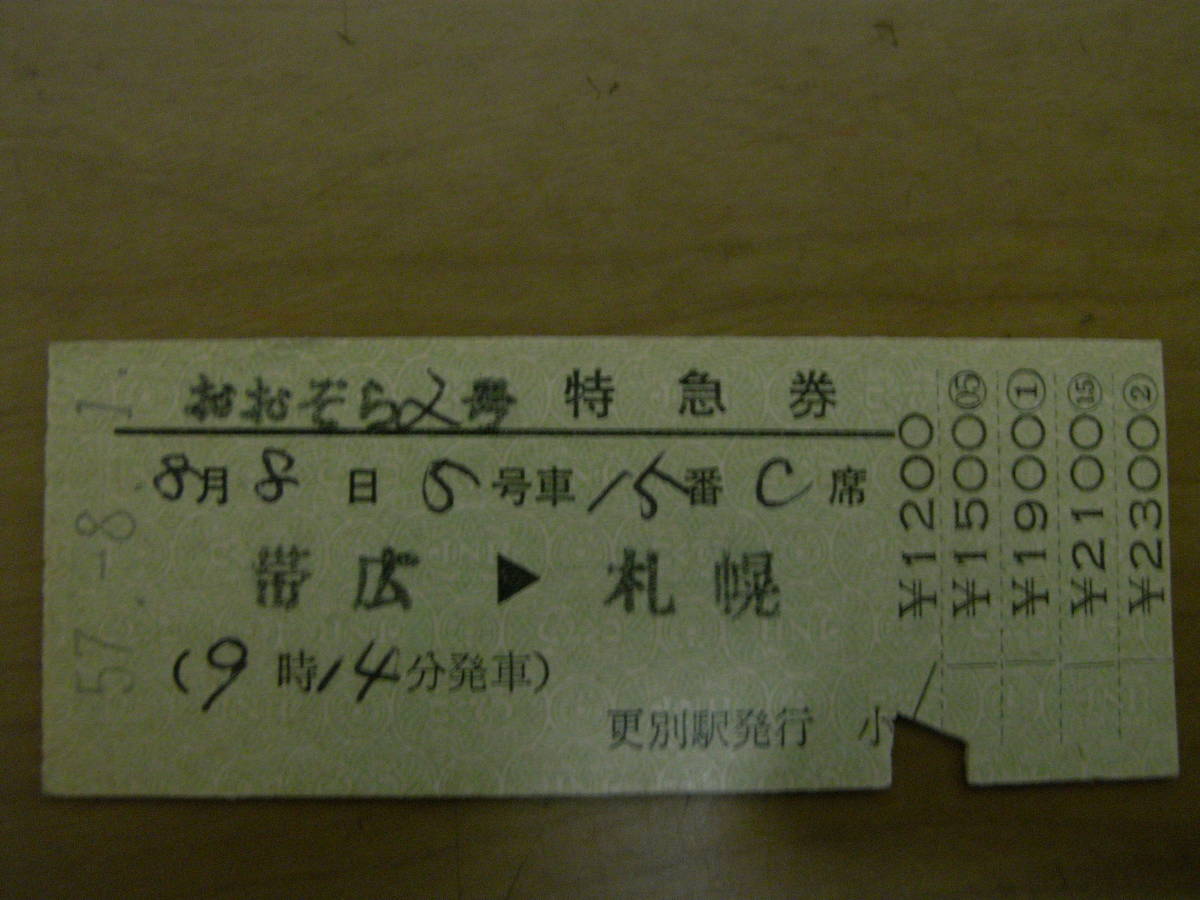 おおぞら2号 特急券
8月8日 5号車15番C席
帯広▶札幌
(9時14分発車)
更別駅発行 小
57.-8.-1
¥1200
¥1500 ⓪⑤
¥1900 ①
¥2100 ⑮
¥2300 ②